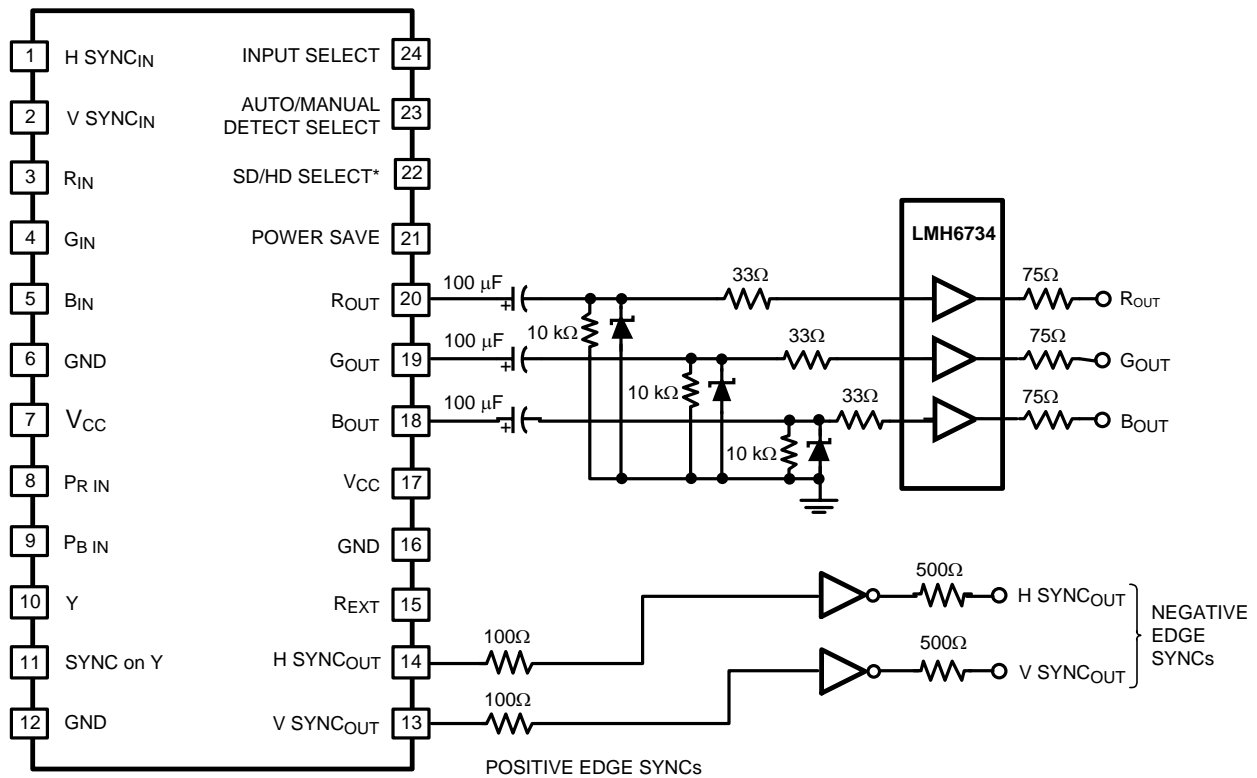 1 H SYNCIN
INPUT SELECT 24
2 V SYNCIN
AUTO/MANUAL
DETECT SELECT 23
3 RIN
SD/HD SELECT* 22
4 GIN
POWER SAVE 21
5 BIN
ROUT 20
6 GND
GOUT 19
7 VCC
BOUT 18
8 PR IN
VCC 17
9 PB IN
GND 16
10 Y
REXT 15
11 SYNC on Y
H SYNCOUT 14
12 GND
V SYNCOUT 13
100 μF
+
10 kΩ
33Ω
100 μF
+
10 kΩ
33Ω
100 μF
+
10 kΩ
33Ω
LMH6734
75Ω
ROUT
75Ω
GOUT
75Ω
BOUT
100Ω
500Ω
H SYNCOUT
100Ω
500Ω
V SYNCOUT
NEGATIVE
EDGE
SYNCs
POSITIVE EDGE SYNCs